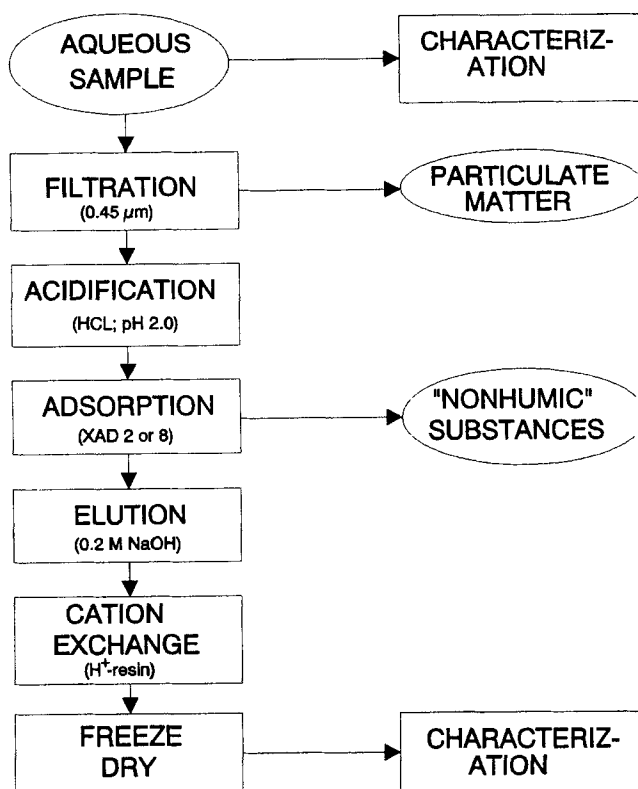 AQUEOUS
SAMPLE
CHARACTERIZ-
ATION
FILTRATION
(0.45 µm)
PARTICULATE
MATTER
ACIDIFICATION
(HCL; pH 2.0)
ADSORPTION
(XAD 2 or 8)
"NONHUMIC"
SUBSTANCES
ELUTION
(0.2 M NaOH)
CATION
EXCHANGE
(H⁺-resin)
FREEZE
DRY
CHARACTERIZ-
ATION